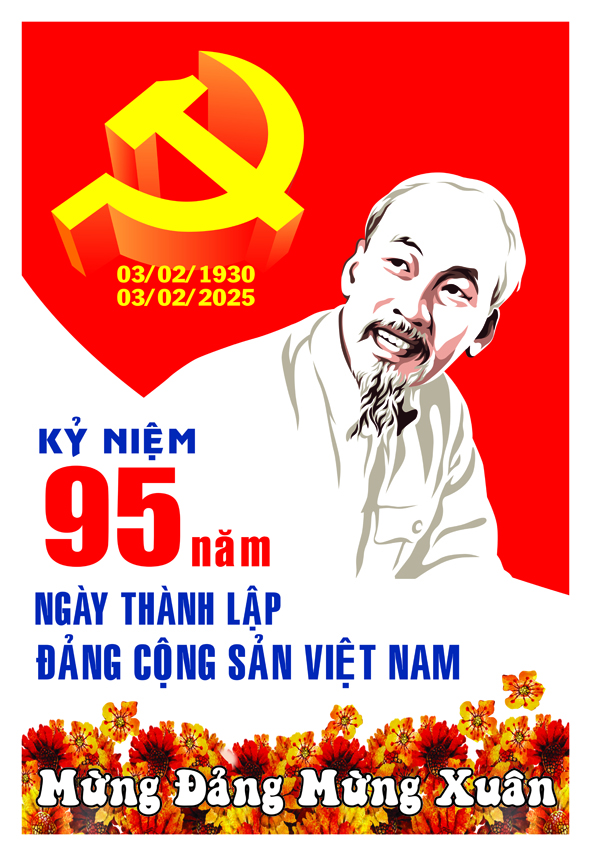 03/02/1930
03/02/2025
KỶ NIỆM
95 năm
NGÀY THÀNH LẬP
ĐẢNG CỘNG SẢN VIỆT NAM
Mừng Đảng Mừng Xuân